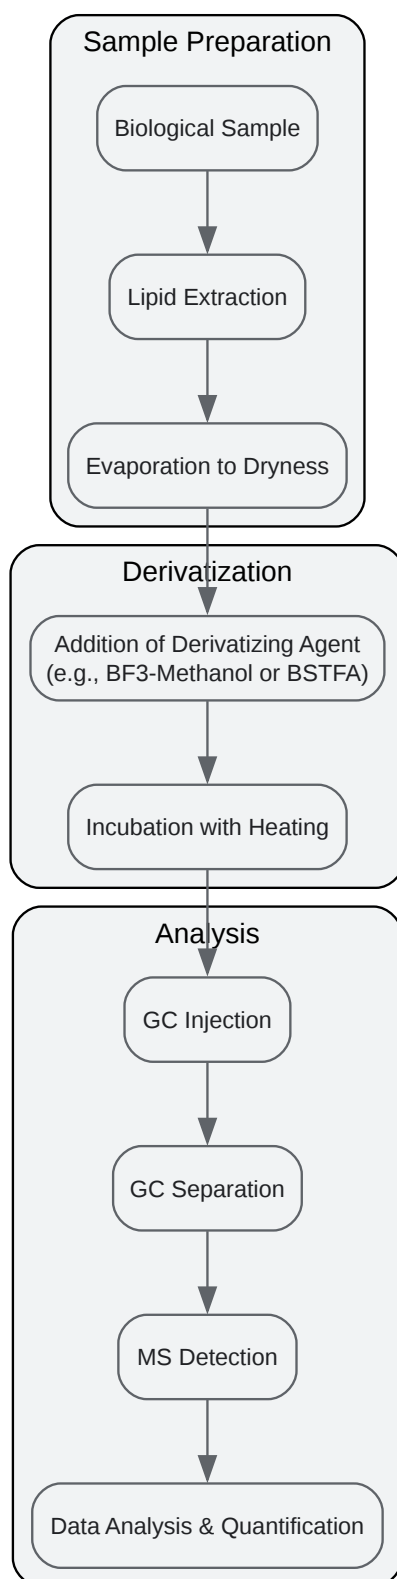 Sample Preparation
Biological Sample
Lipid Extraction
Evaporation to Dryness
Derivatization
Addition of Derivatizing Agent
(e.g., BF3-Methanol or BSTFA)
Incubation with Heating
Analysis
GC Injection
GC Separation
MS Detection
Data Analysis & Quantification